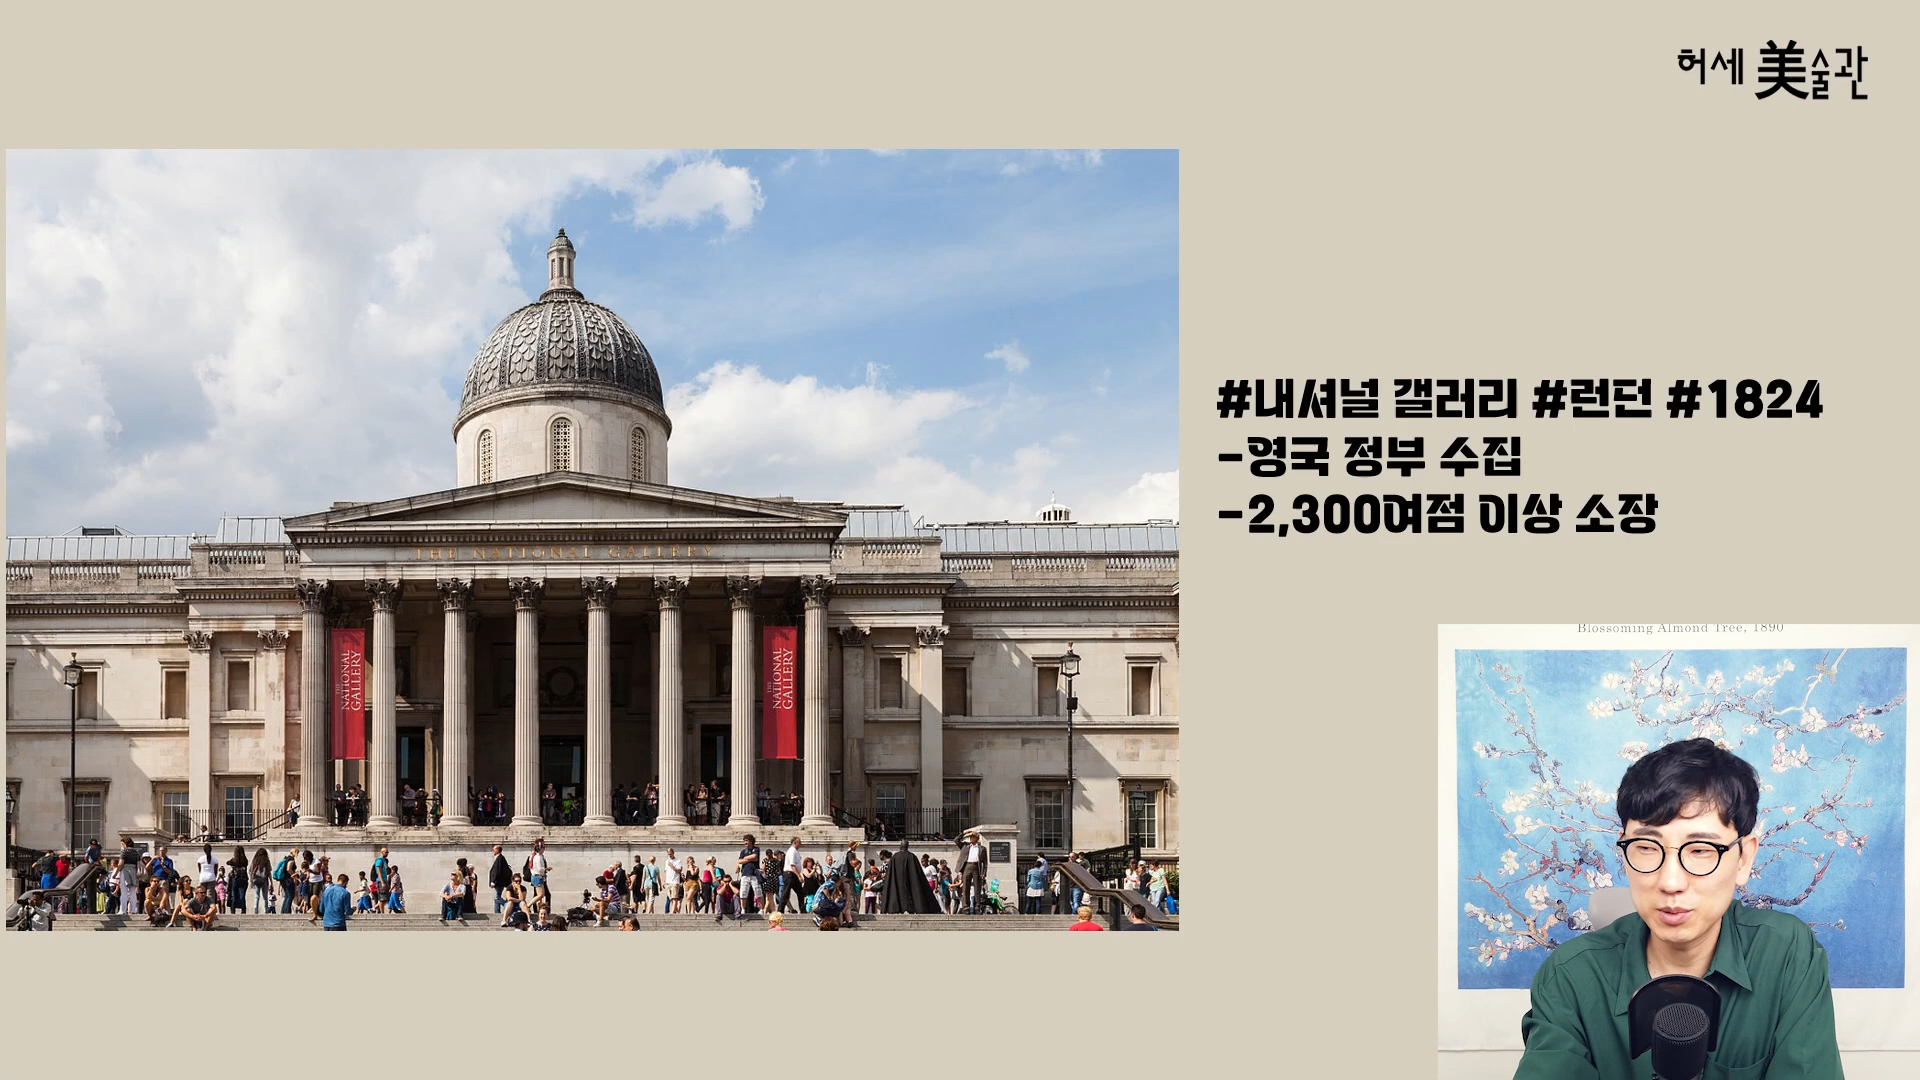 허세 美술관
THE NATIONAL GALLERY
THE NATIONAL GALLERY
THE NATIONAL GALLERY
#내셔널 갤러리 #런던 #1824
-영국 정부 수집
-2,300여점 이상 소장
Blossoming Almond Tree, 1890